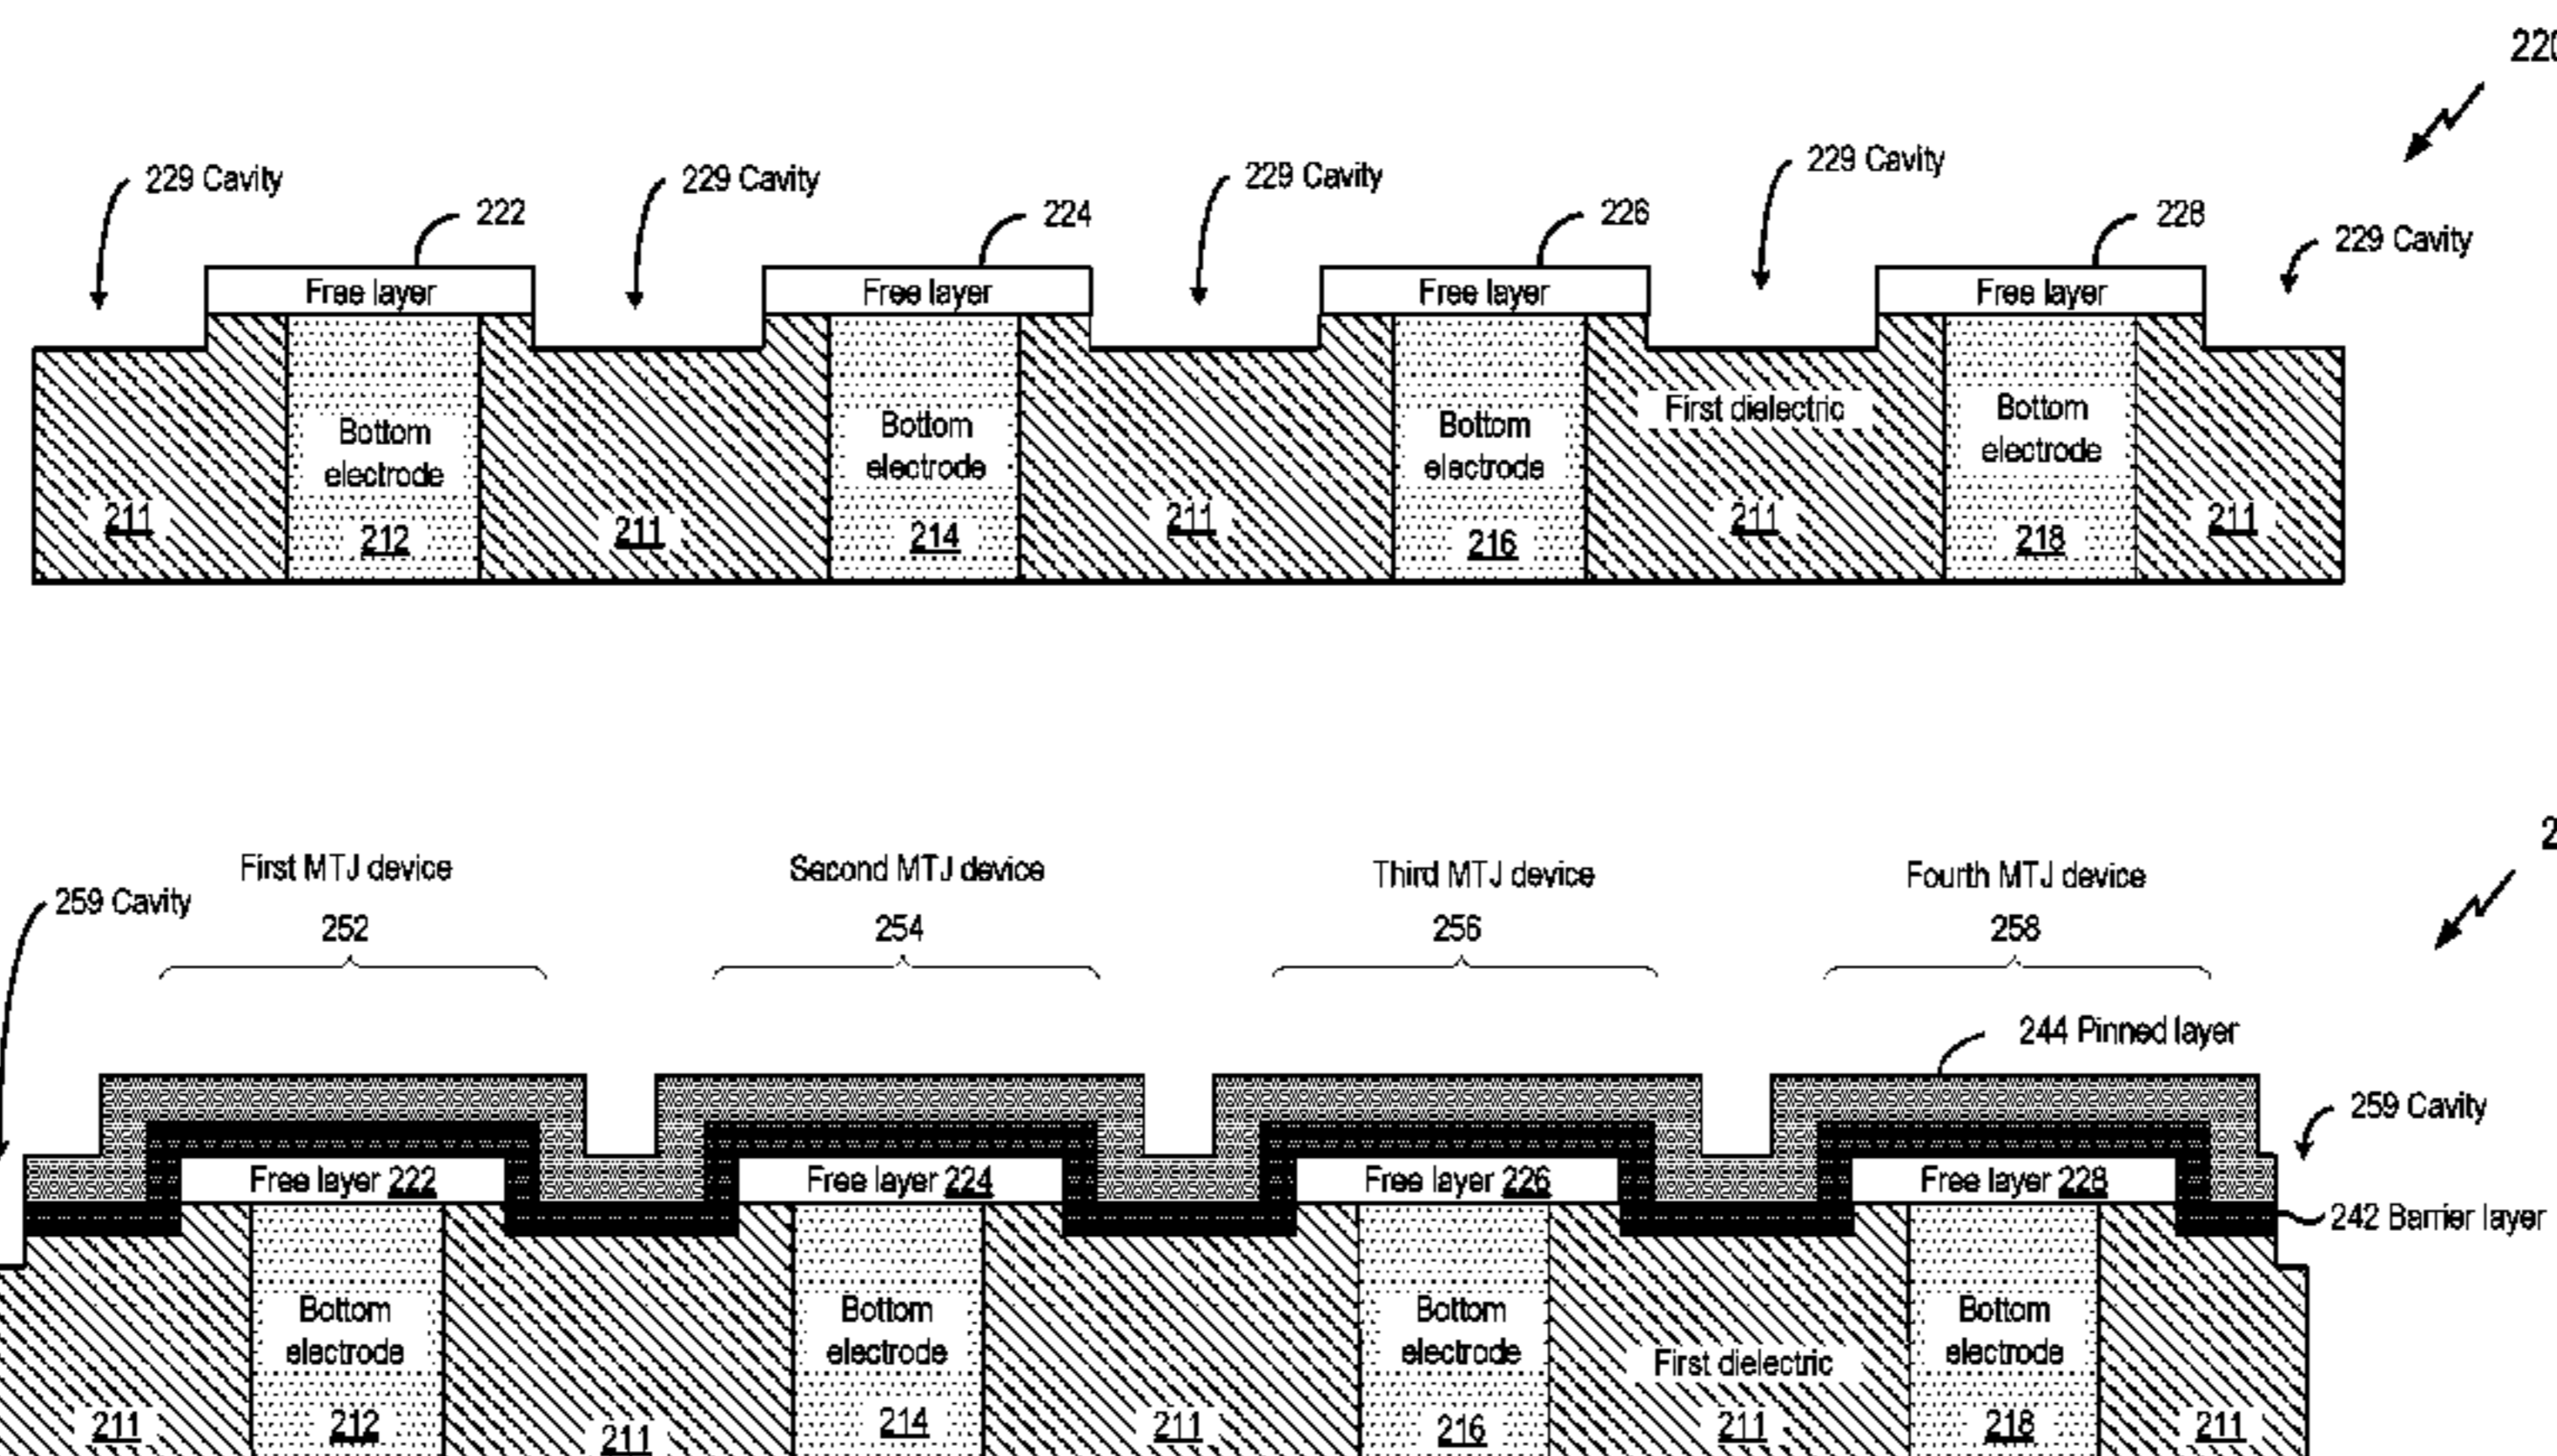 220
229 Cavity
229 Cavity
229 Cavity
229 Cavity
229 Cavity
222
224
226
228
Free layer
Free layer
Free layer
Free layer
First dielectric
Bottom
electrode
212
Bottom
electrode
214
Bottom
electrode
216
Bottom
electrode
218
211
211
211
211
211
2
First MTJ device
252
Second MTJ device
254
Third MTJ device
256
Fourth MTJ device
258
259 Cavity
244 Pinned layer
259 Cavity
Free layer 222
Free layer 224
Free layer 226
Free layer 228
242 Barrier layer
Bottom
electrode
212
Bottom
electrode
214
Bottom
electrode
216
First dielectric
Bottom
electrode
218
211
211
211
211
211